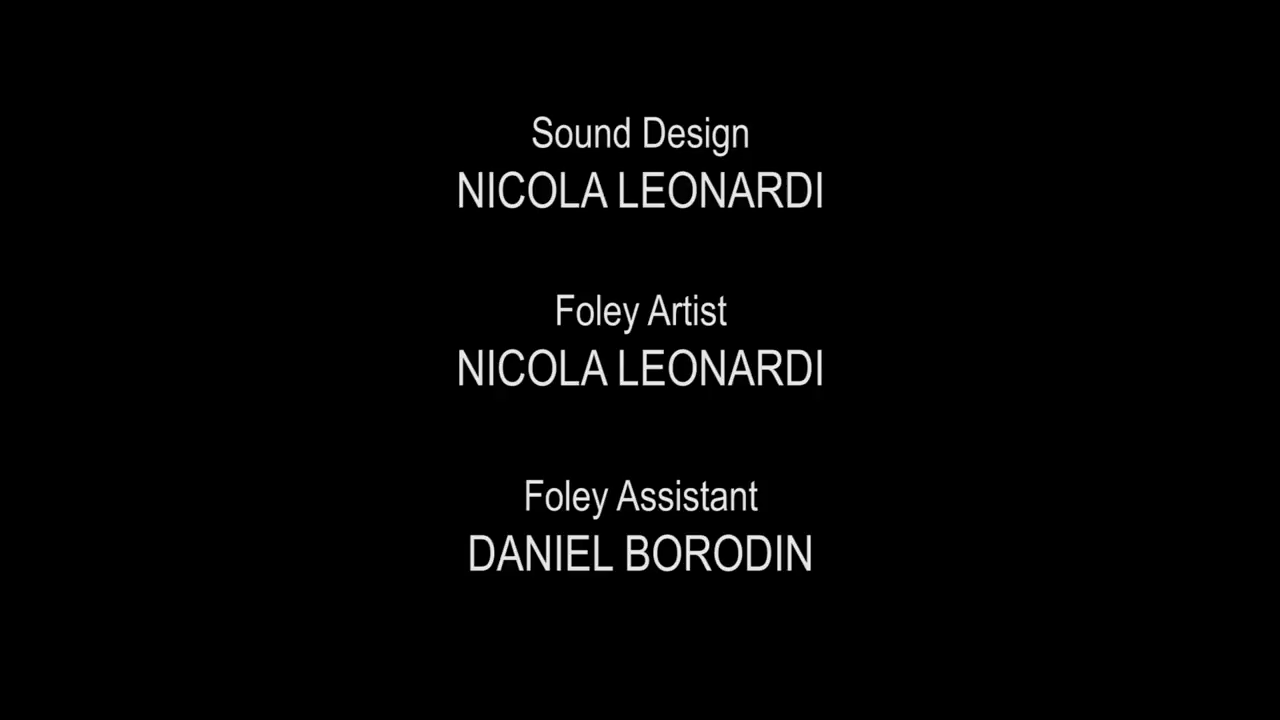 Sound Design
NICOLA LEONARDI
Foley Artist
NICOLA LEONARDI
Foley Assistant
DANIEL BORODIN